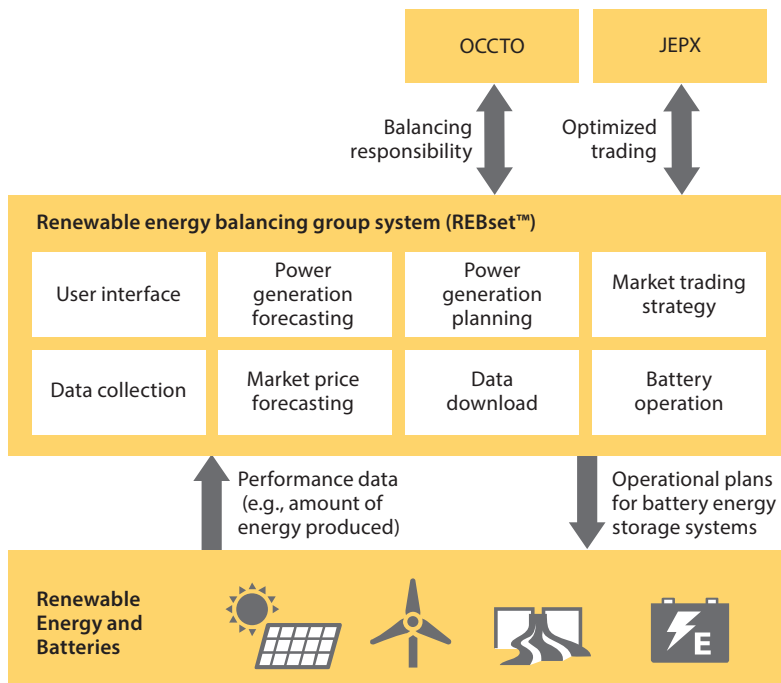 OCCTO
JEPX
Balancing
responsibility
Optimized
trading
Renewable energy balancing group system (REBset™)
User interface
Power
generation
forecasting
Power
generation
planning
Market trading
strategy
Data collection
Market price
forecasting
Data
download
Battery
operation
Performance data
(e.g., amount of
energy produced)
Operational plans
for battery energy
storage systems
Renewable
Energy and
Batteries
E